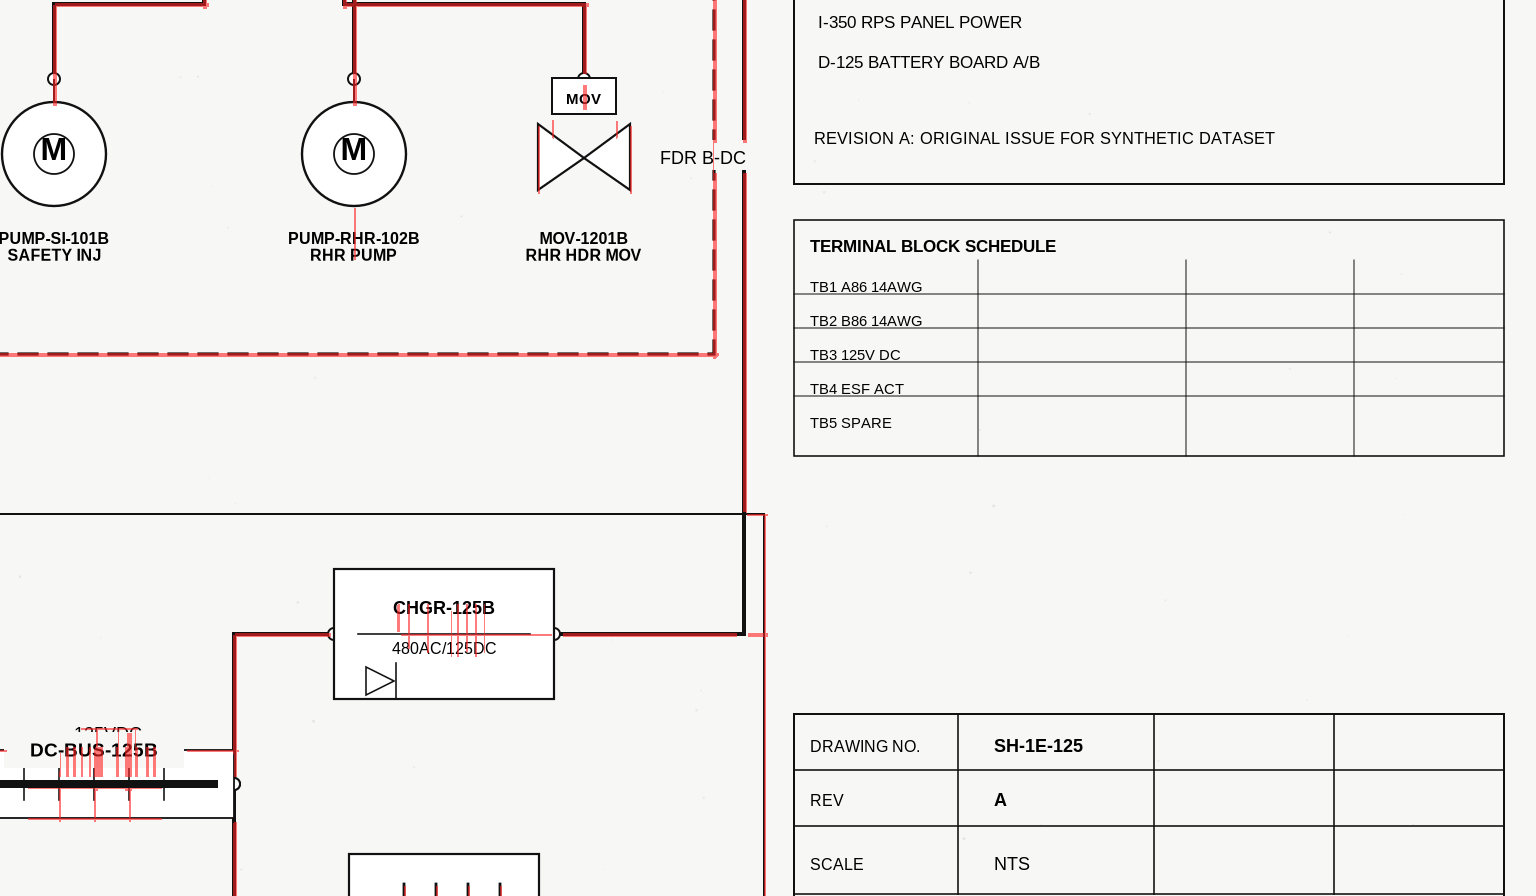 I-350 RPS PANEL POWER
D-125 BATTERY BOARD A/B
REVISION A: ORIGINAL ISSUE FOR SYNTHETIC DATASET
MOV
M
M
FDR B-DC
PUMP-SI-101B
SAFETY INJ
PUMP-RHR-102B
RHR PUMP
MOV-1201B
RHR HDR MOV
TERMINAL BLOCK SCHEDULE
TB1 A86 14AWG
TB2 B86 14AWG
TB3 125V DC
TB4 ESF ACT
TB5 SPARE
CHGR-125B
480AC/125DC
DC-BUS-125B
DRAWING NO. SH-1E-125
REV A
SCALE NTS